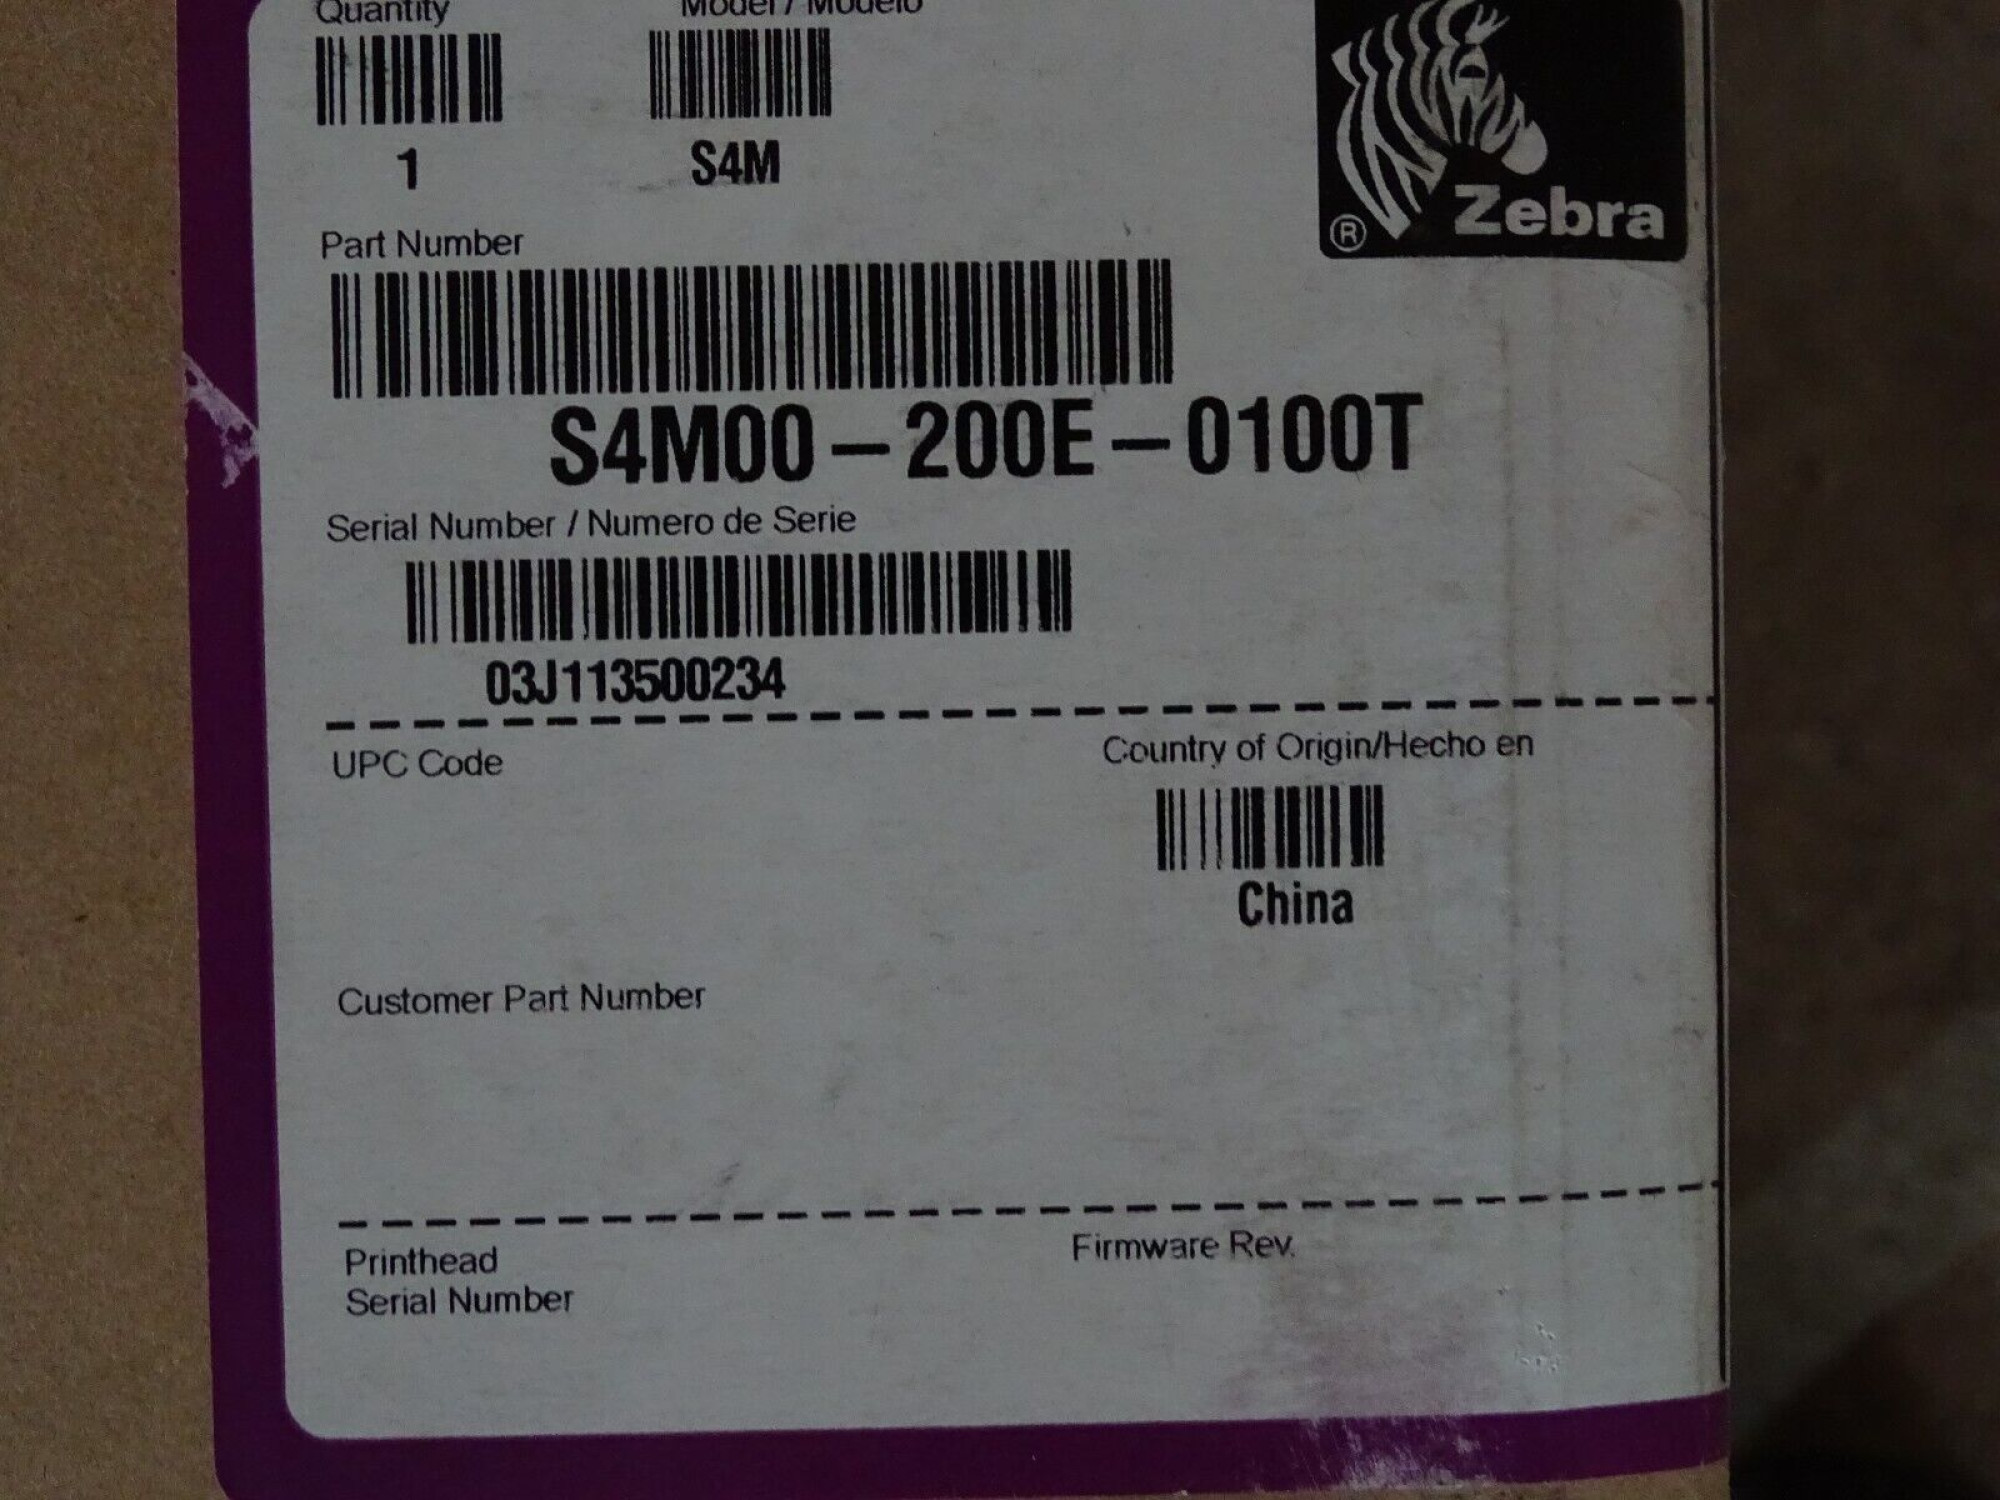 Quantity
Model / Modelo
1
S4M
® Zebra
Part Number
S4M00 – 200E – 0100T
Serial Number / Numero de Serie
03J113500234
UPC Code
Country of Origin/Hecho en
China
Customer Part Number
Printhead
Serial Number
Firmware Rev.